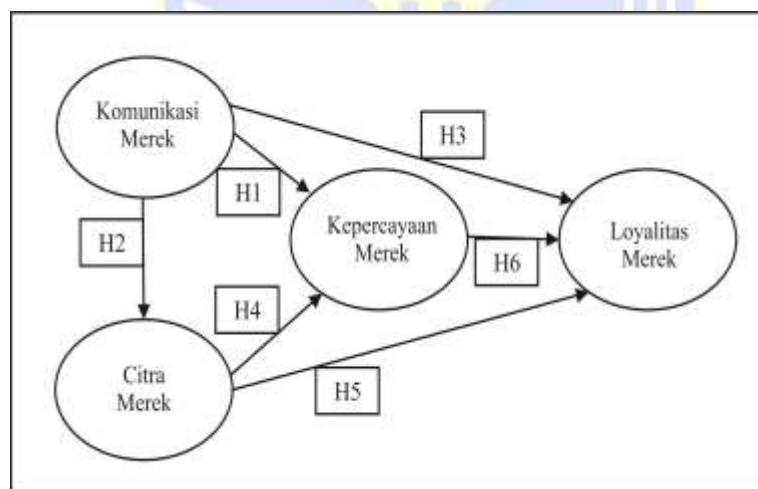 Komunikasi
Merek
H3
H1
Kepercayaan
Merek
Loyalitas
Merek
H2
H6
H4
Citra
Merek
H5